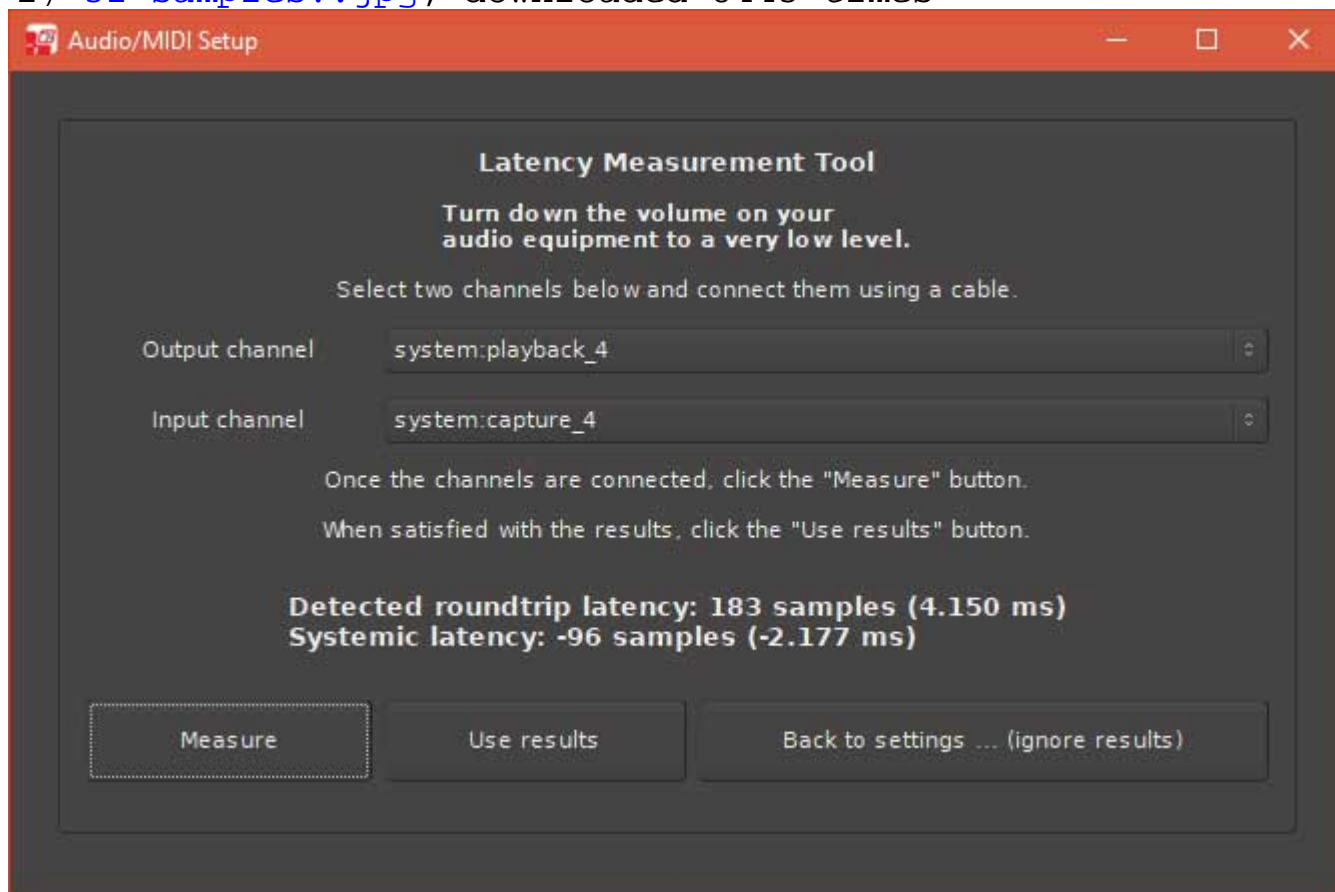 Audio/MIDI Setup
Latency Measurement Tool
Turn down the volume on your
audio equipment to a very low level.
Select two channels below and connect them using a cable.
Output channel system:playback_4
Input channel system:capture_4
Once the channels are connected, click the "Measure" button.
When satisfied with the results, click the "Use results" button.
Detected roundtrip latency: 183 samples (4.150 ms)
Systemic latency: -96 samples (-2.177 ms)
Measure Use results Back to settings ... (ignore results)